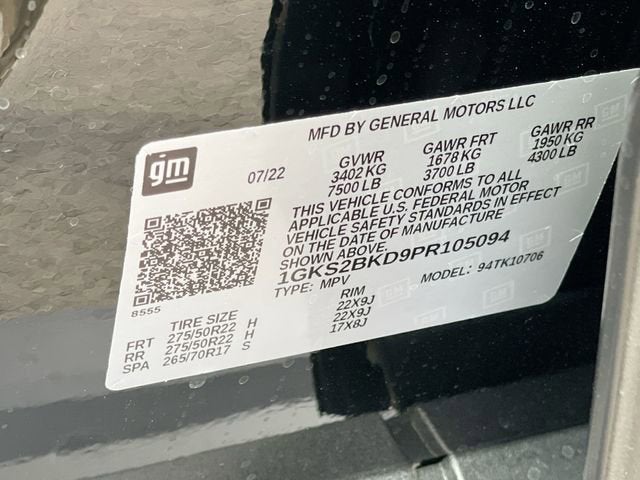 gm
MFD BY GENERAL MOTORS LLC
07/22
GVWR GAWR FRT GAWR RR
3402 KG 1678 KG 1950 KG
7500 LB 3700 LB 4300 LB
THIS VEHICLE CONFORMS TO ALL
APPLICABLE U.S. FEDERAL MOTOR
VEHICLE SAFETY STANDARDS IN EFFECT
ON THE DATE OF MANUFACTURE
SHOWN ABOVE.
1GKS2BKD9PR105094
TYPE: MPV MODEL: 94TK10706
8555
TIRE SIZE RIM
FRT 275/50R22 H 22X9J
RR 275/50R22 H 22X9J
SPA 265/70R17 S 17X8J